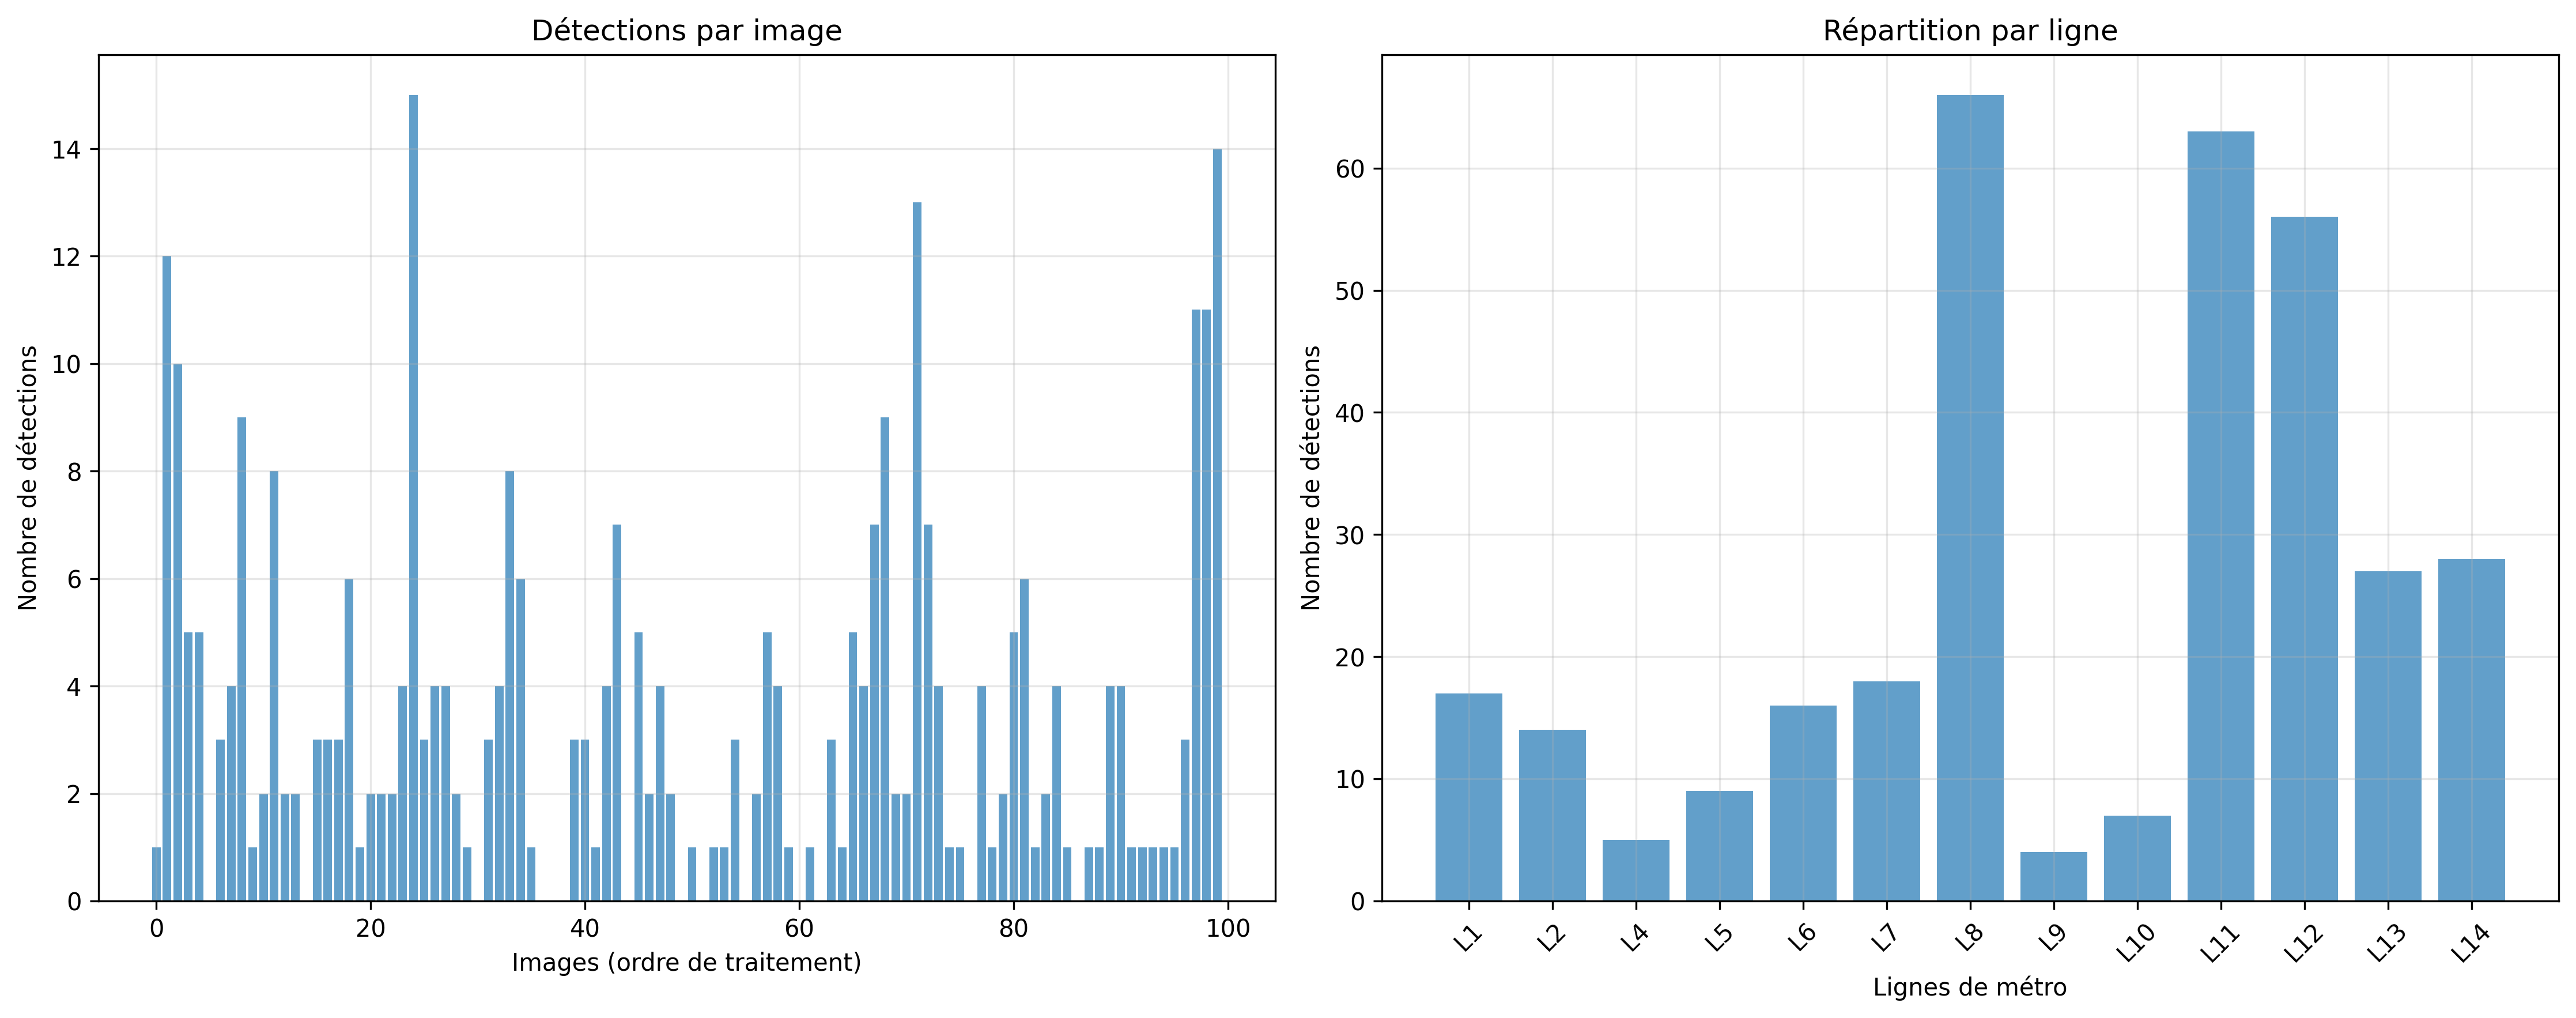 Détections par image
Nombre de détections
14
12
10
8
6
4
2
0
0 20 40 60 80 100
Images (ordre de traitement)
Répartition par ligne
Nombre de détections
60
50
40
30
20
10
0
L1 L2 L4 L5 L6 L7 L8 L9 L10 L11 L12 L13 L14
Lignes de métro